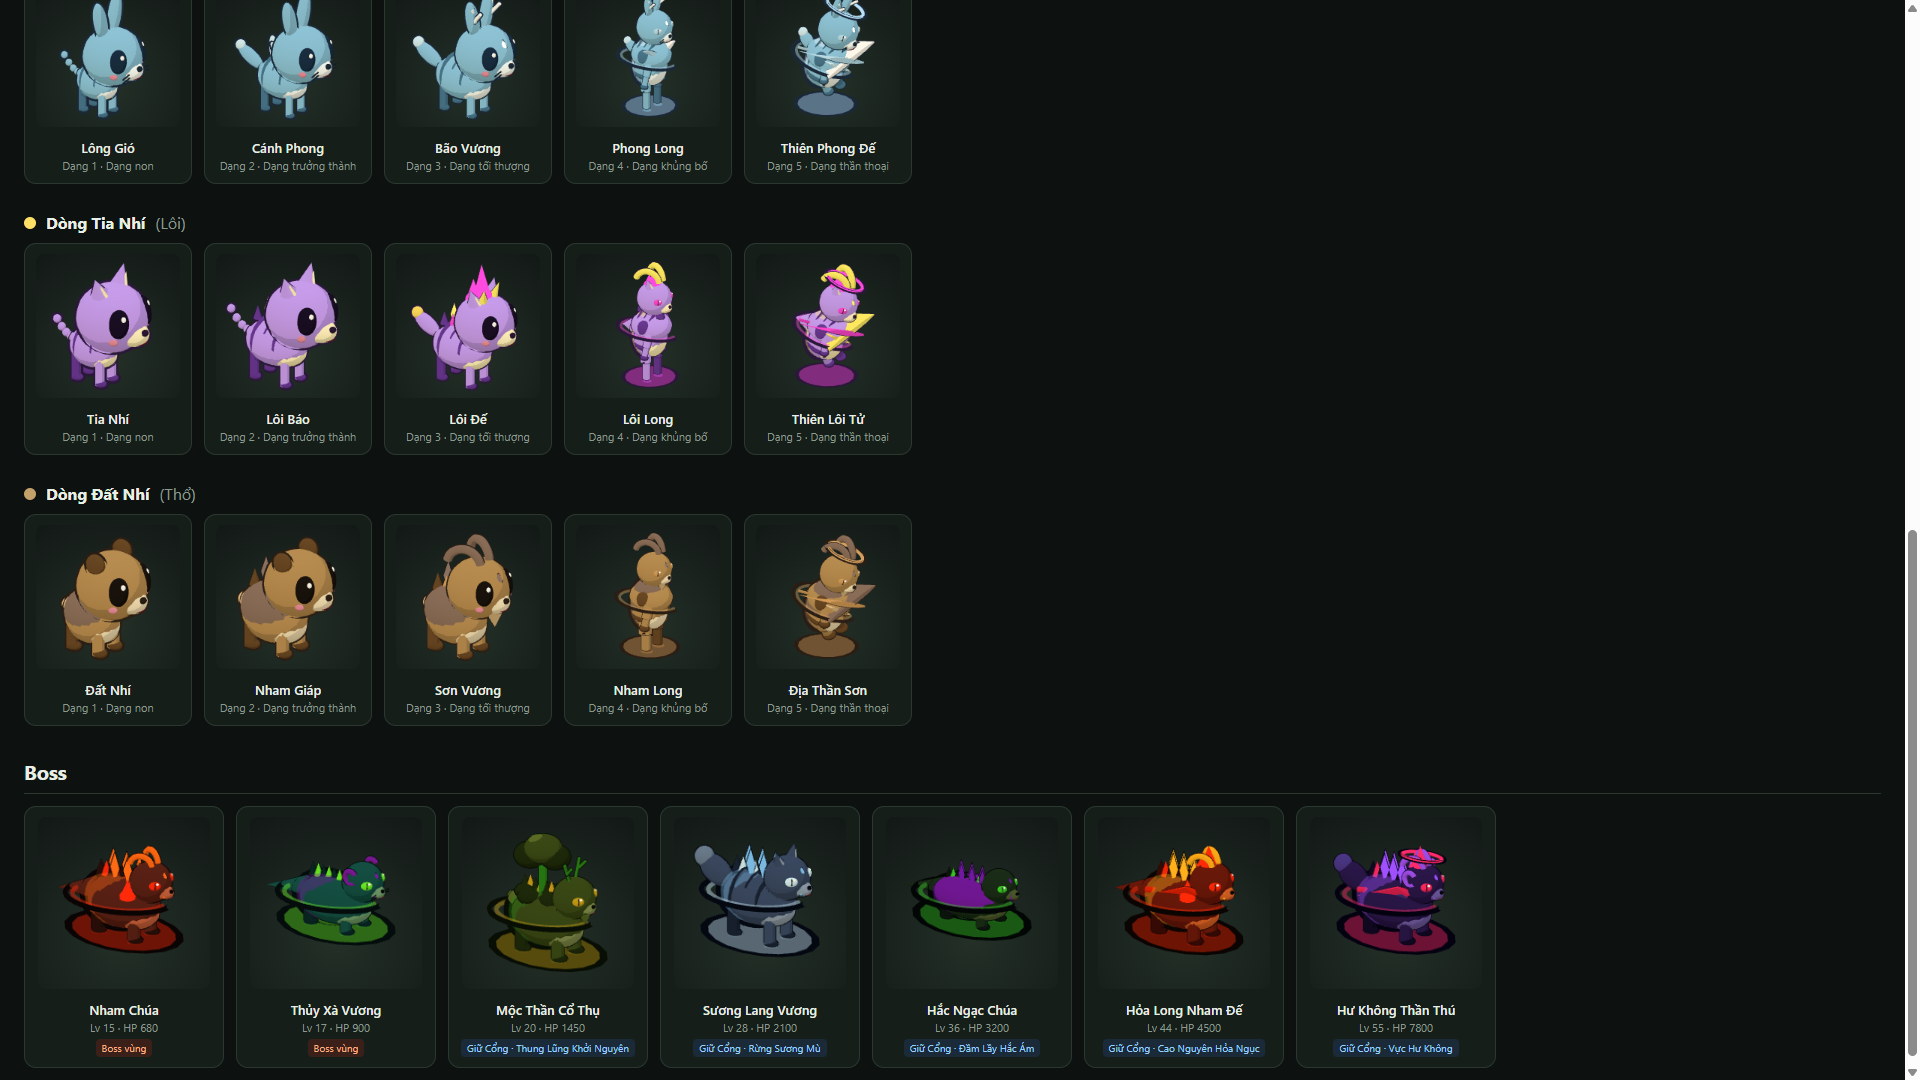 Lông Gió
Dạng 1 · Dạng non
Cánh Phong
Dạng 2 · Dạng trưởng thành
Bão Vương
Dạng 3 · Dạng tối thượng
Phong Long
Dạng 4 · Dạng khủng bố
Thiên Phong Đế
Dạng 5 · Dạng thần thoại
Dòng Tia Nhí (Lôi)
Tia Nhí
Dạng 1 · Dạng non
Lôi Báo
Dạng 2 · Dạng trưởng thành
Lôi Đế
Dạng 3 · Dạng tối thượng
Lôi Long
Dạng 4 · Dạng khủng bố
Thiên Lôi Tử
Dạng 5 · Dạng thần thoại
Dòng Đất Nhí (Thổ)
Đất Nhí
Dạng 1 · Dạng non
Nham Giáp
Dạng 2 · Dạng trưởng thành
Sơn Vương
Dạng 3 · Dạng tối thượng
Nham Long
Dạng 4 · Dạng khủng bố
Địa Thần Sơn
Dạng 5 · Dạng thần thoại
Boss
Nham Chúa
Lv 15 · HP 680
Boss vùng
Thủy Xà Vương
Lv 17 · HP 900
Boss vùng
Mộc Thần Cổ Thụ
Lv 20 · HP 1450
Giữ Cổng · Thung Lũng Khởi Nguyên
Sương Lang Vương
Lv 28 · HP 2100
Giữ Cổng · Rừng Sương Mù
Hắc Ngạc Chúa
Lv 36 · HP 3200
Giữ Cổng · Đầm Lầy Hắc Ám
Hỏa Long Nham Đế
Lv 44 · HP 4500
Giữ Cổng · Cao Nguyên Hỏa Ngục
Hư Không Thần Thú
Lv 55 · HP 7800
Giữ Cổng · Vực Hư Không